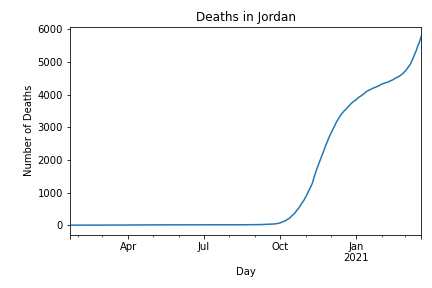 Deaths in Jordan
Number of Deaths
6000
5000
4000
3000
2000
1000
0
Apr
Jul
Oct
Jan
2021
Day